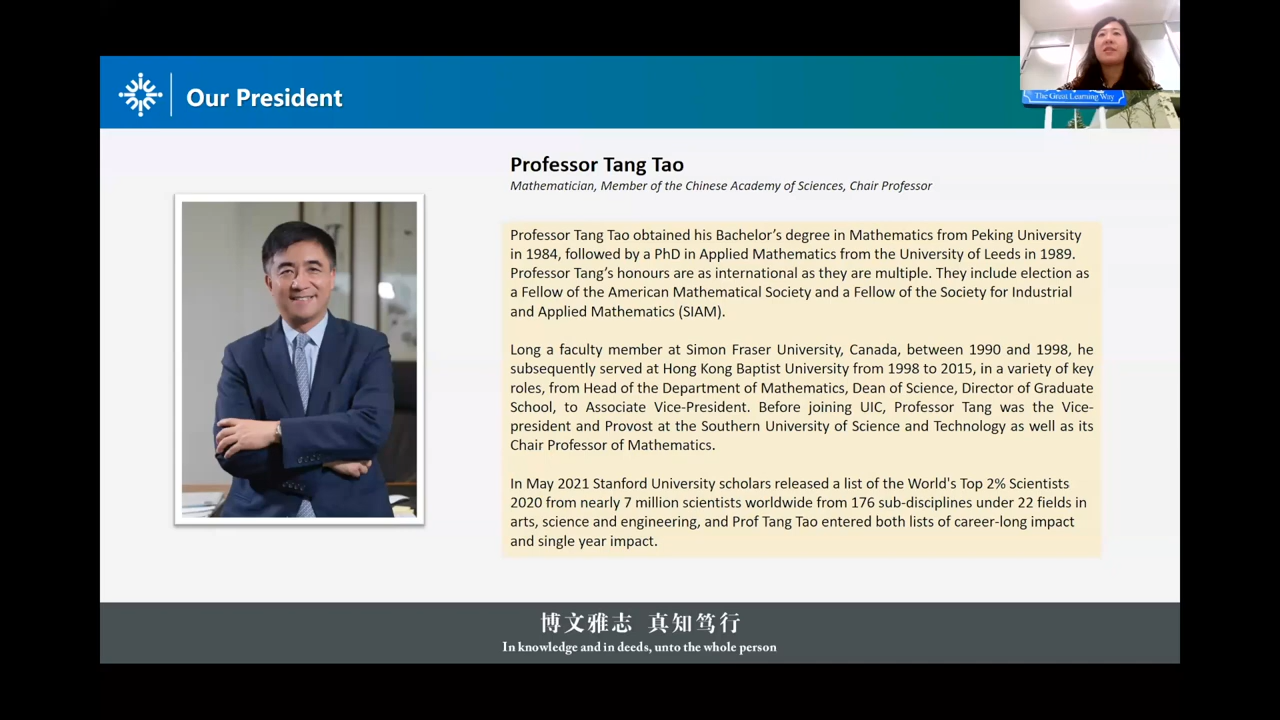 Our President
The Great Learning Way
Professor Tang Tao
Mathematician, Member of the Chinese Academy of Sciences, Chair Professor
Professor Tang Tao obtained his Bachelor’s degree in Mathematics from Peking University
in 1984, followed by a PhD in Applied Mathematics from the University of Leeds in 1989.
Professor Tang’s honours are as international as they are multiple. They include election as
a Fellow of the American Mathematical Society and a Fellow of the Society for Industrial
and Applied Mathematics (SIAM).
Long a faculty member at Simon Fraser University, Canada, between 1990 and 1998, he
subsequently served at Hong Kong Baptist University from 1998 to 2015, in a variety of key
roles, from Head of the Department of Mathematics, Dean of Science, Director of Graduate
School, to Associate Vice-President. Before joining UIC, Professor Tang was the Vice-
president and Provost at the Southern University of Science and Technology as well as its
Chair Professor of Mathematics.
In May 2021 Stanford University scholars released a list of the World's Top 2% Scientists
2020 from nearly 7 million scientists worldwide from 176 sub-disciplines under 22 fields in
arts, science and engineering, and Prof Tang Tao entered both lists of career-long impact
and single year impact.
博文雅志 真知笃行
In knowledge and in deeds, unto the whole person